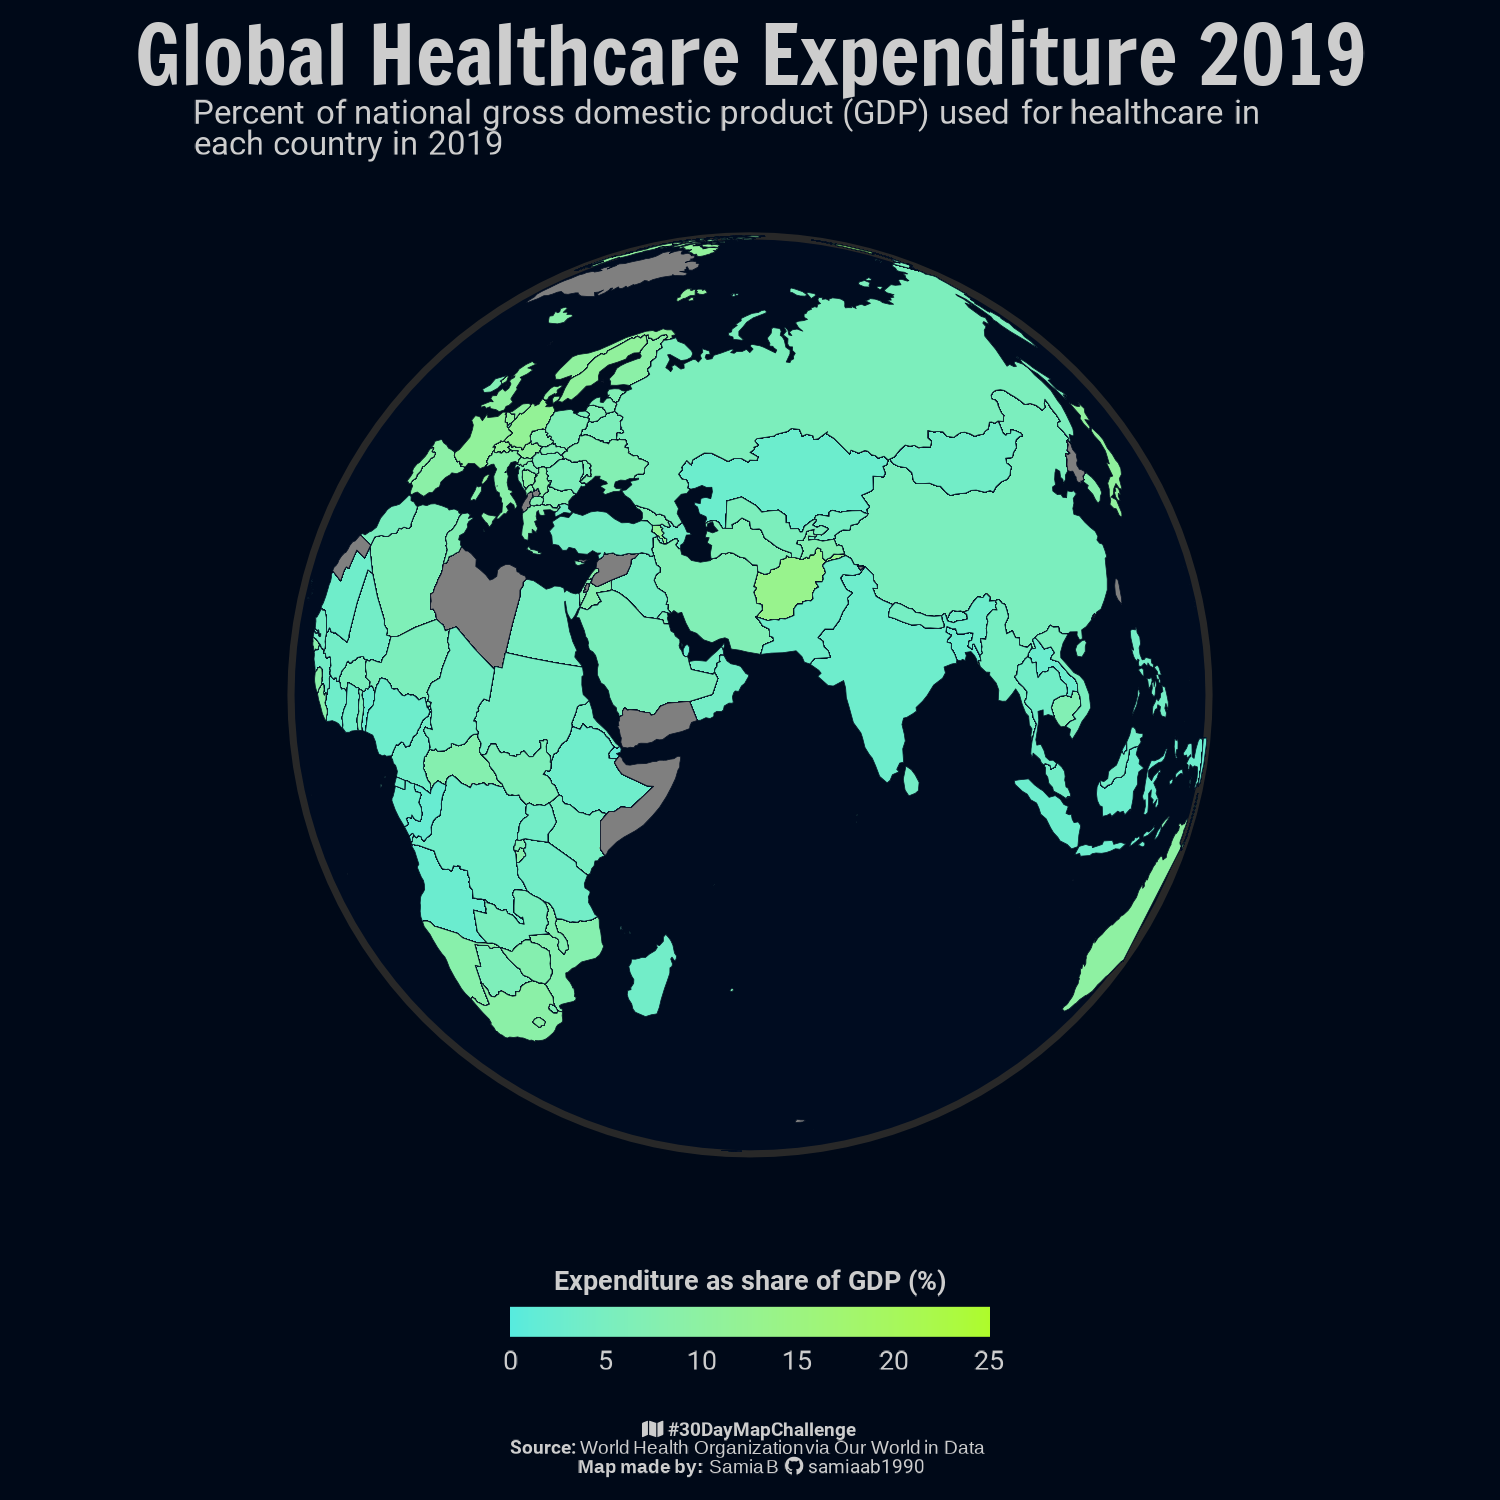 Global Healthcare Expenditure 2019
Percent of national gross domestic product (GDP) used for healthcare in
each country in 2019
Expenditure as share of GDP (%)
0 5 10 15 20 25
#30DayMapChallenge
Source: World Health Organization via Our World in Data
Map made by: Samia B samiaab1990